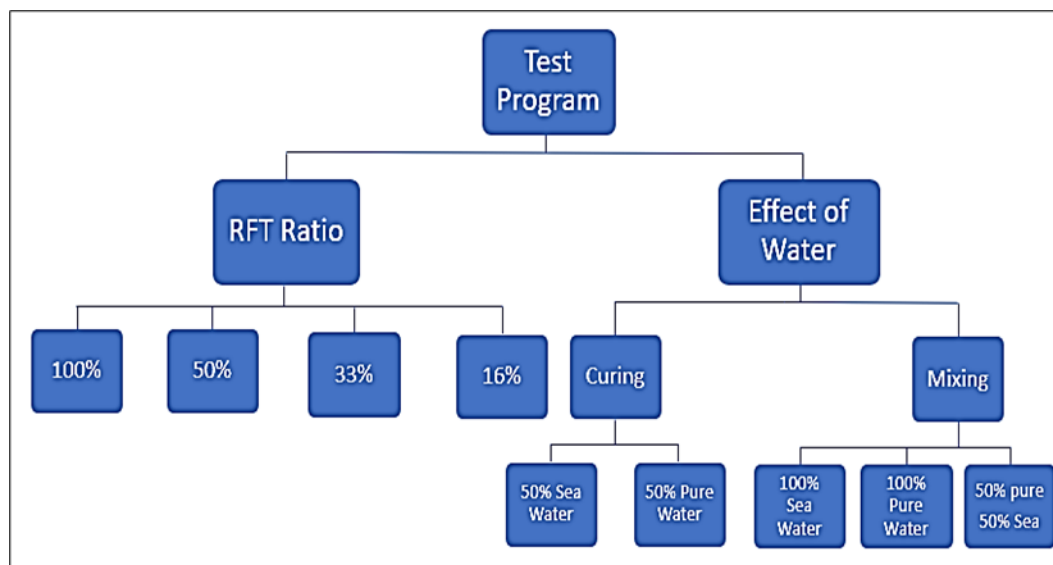 Test
Program
RFT Ratio
Effect of
Water
100%
50%
33%
16%
Curing
Mixing
50% Sea
Water
50% Pure
Water
100%
Sea
Water
100%
Pure
Water
50% pure
50% Sea